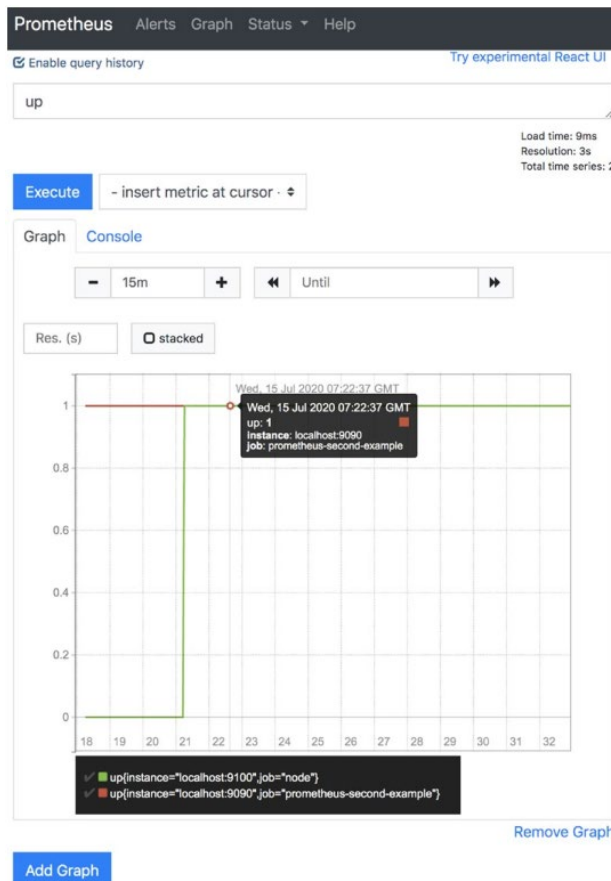 Prometheus Alerts Graph Status Help
Enable query history Try experimental React UI
up
Load time: 9ms
Resolution: 3s
Total time series: 2
Execute - insert metric at cursor -
Graph Console
- 15m + Until
Res. (s) stacked
Wed, 15 Jul 2020 07:22:37 GMT
Wed, 15 Jul 2020 07:22:37 GMT
up: 1
instance: localhost:9090
job: prometheus-second-example
1
0.8
0.6
0.4
0.2
0
18 19 20 21 22 23 24 25 26 27 28 29 30 31 32
up{instance="localhost:9100",job="node"}
up{instance="localhost:9090",job="prometheus-second-example"}
Remove Graph
Add Graph